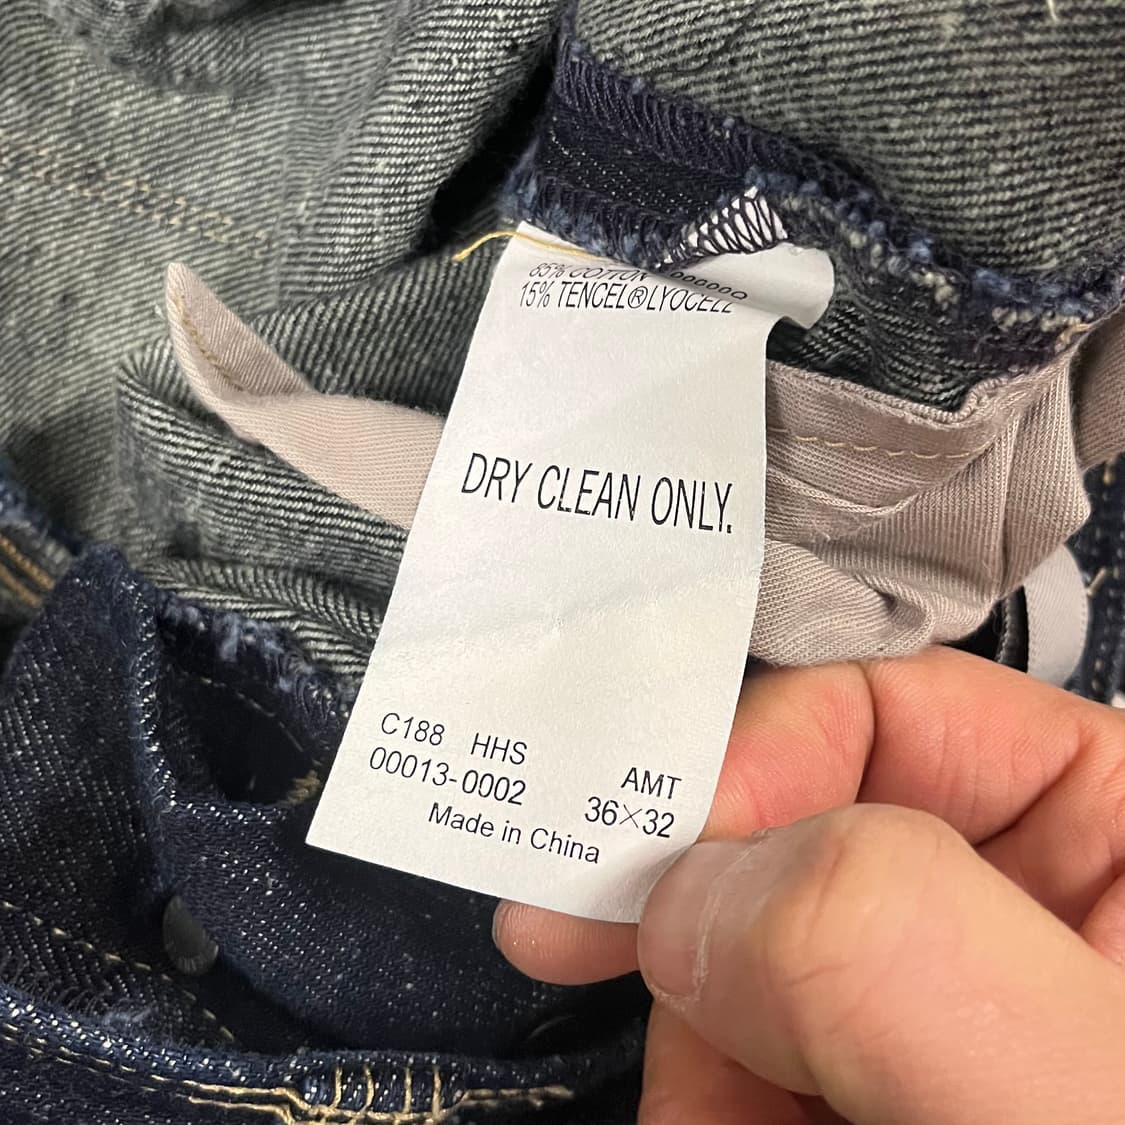 85% COTTON
15% TENCEL®LYOCELL
DRY CLEAN ONLY.
C188 HHS
00013-0002
AMT
36×32
Made in China